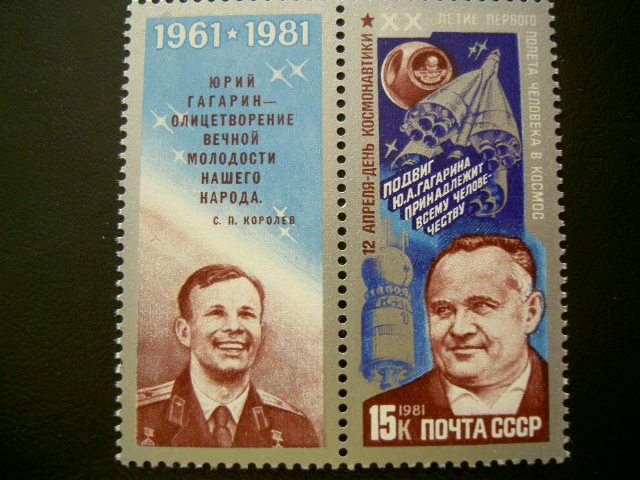 1961 ★ 1981
ЮРИЙ
ГАГАРИН—
ОЛИЦЕТВОРЕНИЕ
ВЕЧНОЙ
МОЛОДОСТИ
НАШЕГО
НАРОДА.
С. П. КОРОЛЕВ
12 АПРЕЛЯ-ДЕНЬ КОСМОНАВТИКИ ★ XX ЛЕТИЕ ПЕРВОГО ПОЛЕТА ЧЕЛОВЕКА В КОСМОС
ПОДВИГ
Ю.А.ГАГАРИНА
ПРИНАДЛЕЖИТ
ВСЕМУ ЧЕЛОВЕ-
ЧЕСТВУ
15К 1981 ПОЧТА СССР